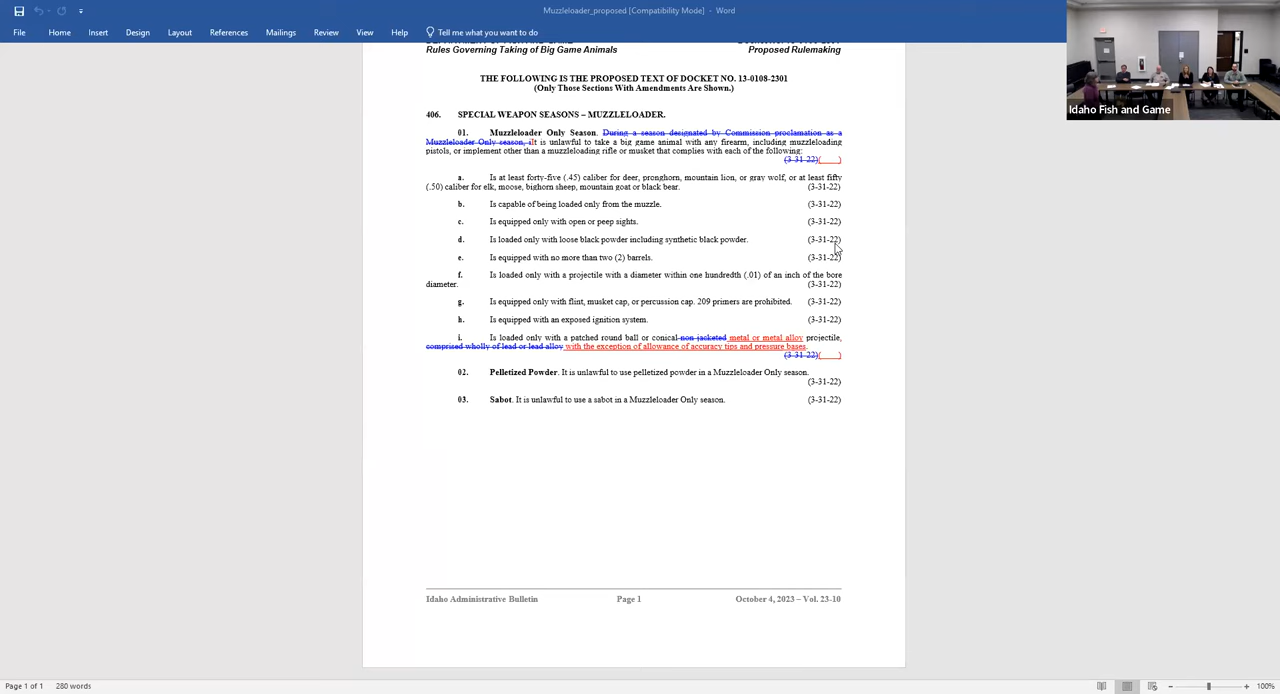 Muzzleloader_proposed [Compatibility Mode] - Word
File Home Insert Design Layout References Mailings Review View Help Tell me what you want to do
Idaho Fish and Game
Rules Governing Taking of Big Game Animals Proposed Rulemaking
THE FOLLOWING IS THE PROPOSED TEXT OF DOCKET NO. 13-0108-2301
(Only Those Sections With Amendments Are Shown.)
406. SPECIAL WEAPON SEASONS – MUZZLELOADER.
01. Muzzleloader Only Season. During a season designated by Commission proclamation as a
Muzzleloader Only season, iIt is unlawful to take a big game animal with any firearm, including muzzleloading
pistols, or implement other than a muzzleloading rifle or musket that complies with each of the following:
(3-31-22)(____)
a. Is at least forty-five (.45) caliber for deer, pronghorn, mountain lion, or gray wolf, or at least fifty
(.50) caliber for elk, moose, bighorn sheep, mountain goat or black bear. (3-31-22)
b. Is capable of being loaded only from the muzzle. (3-31-22)
c. Is equipped only with open or peep sights. (3-31-22)
d. Is loaded only with loose black powder including synthetic black powder. (3-31-22)
e. Is equipped with no more than two (2) barrels. (3-31-22)
f. Is loaded only with a projectile with a diameter within one hundredth (.01) of an inch of the bore
diameter. (3-31-22)
g. Is equipped only with flint, musket cap, or percussion cap. 209 primers are prohibited. (3-31-22)
h. Is equipped with an exposed ignition system. (3-31-22)
i. Is loaded only with a patched round ball or conical non-jacketed metal or metal alloy projectile,
comprised wholly of lead or lead alloy with the exception of allowance of accuracy tips and pressure bases.
(3-31-22)(____)
02. Pelletized Powder. It is unlawful to use pelletized powder in a Muzzleloader Only season.
(3-31-22)
03. Sabot. It is unlawful to use a sabot in a Muzzleloader Only season. (3-31-22)
Idaho Administrative Bulletin Page 1 October 4, 2023 – Vol. 23-10
Page 1 of 1 280 words 100%